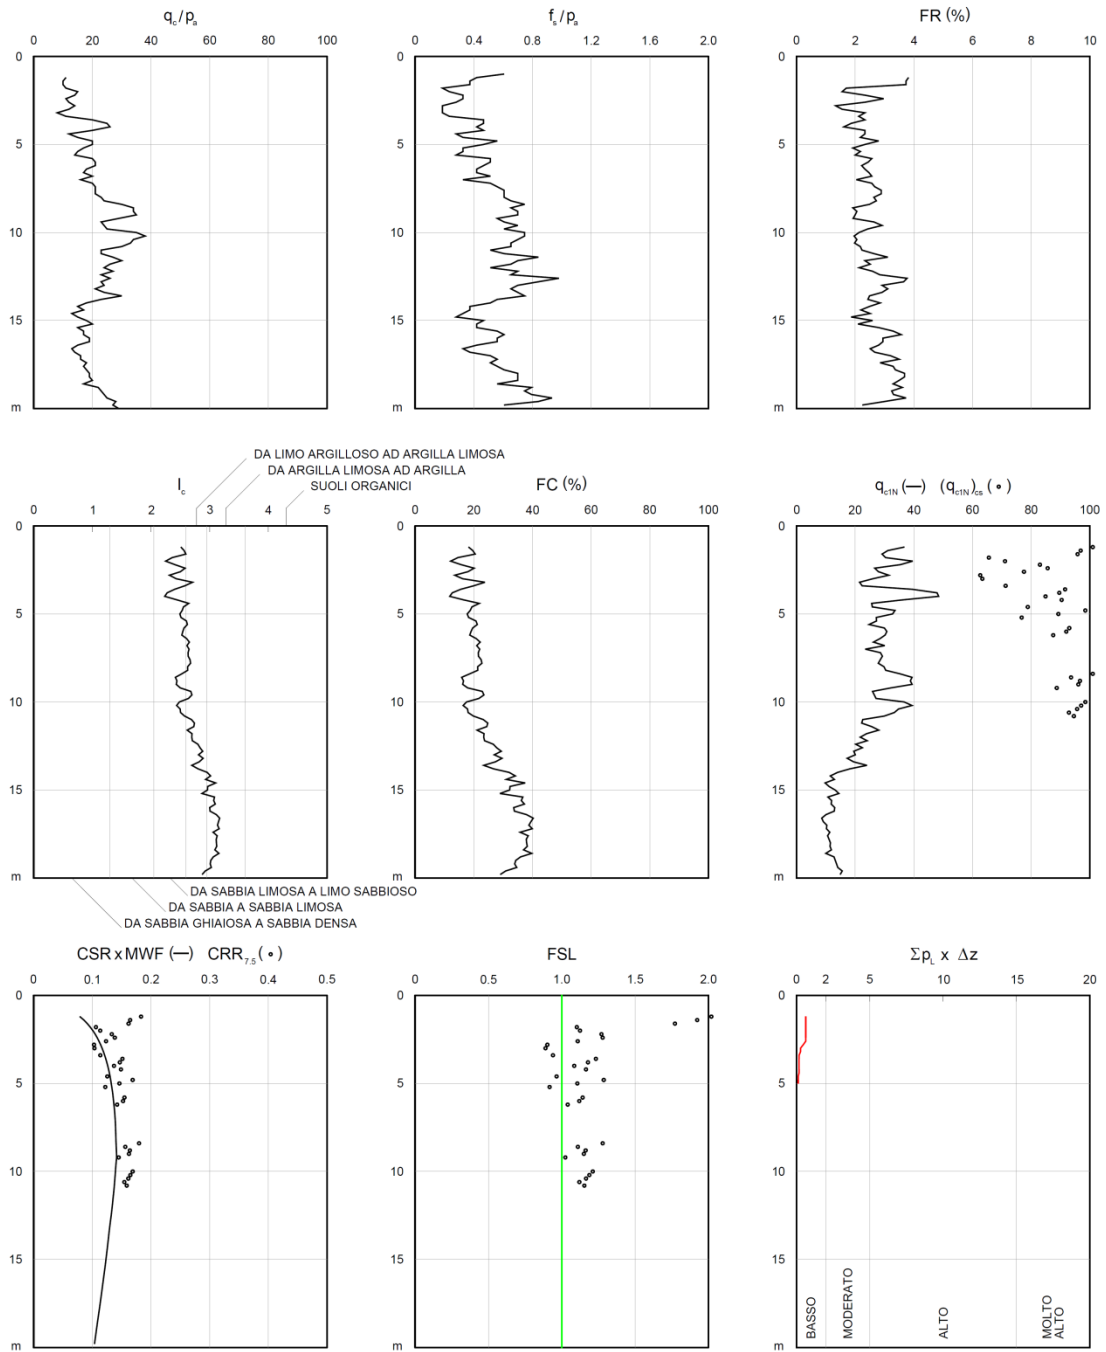 qc/pa fs/pa FR (%)
0 20 40 60 80 100 0.4 0.8 1.2 1.6 2.0 0 2 4 6 8 10
0 0 0
5 5 5
10 10 10
15 15 15
m m m
DA LIMO ARGILLOSO AD ARGILLA LIMOSA
DA ARGILLA LIMOSA AD ARGILLA
Ic SUOLI ORGANICI FC (%) qc1N (—) (qc1N)cs (∘)
0 1 2 3 4 5 0 20 40 60 80 100 0 20 40 60 80 100
0 0 0
5 5 5
10 10 10
15 15 15
m m m
DA SABBIA LIMOSA A LIMO SABBIOSO
DA SABBIA A SABBIA LIMOSA
DA SABBIA GHIAIOSA A SABBIA DENSA
CSR x MWF (—) CRR7.5 (∘) FSL ΣpL x Δz
0 0.1 0.2 0.3 0.4 0.5 0 0.5 1.0 1.5 2.0 0 2 5 10 15 20
0 0 0
5 5 5
10 10 10
15 15 15
BASSO MODERATO ALTO MOLTO ALTO
m m m